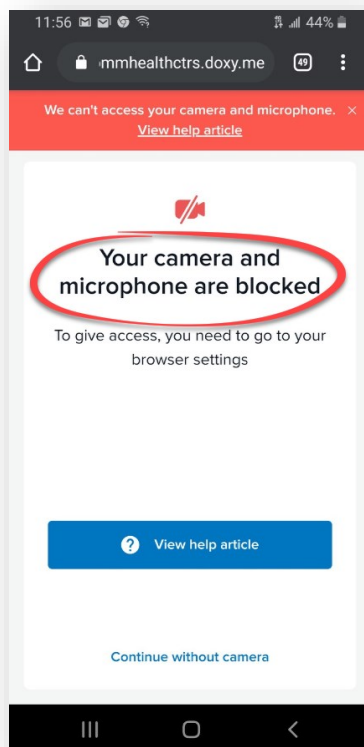 11:56 44%
mmhealthctrs.doxy.me 49
We can't access your camera and microphone. ×
View help article
Your camera and
microphone are blocked
To give access, you need to go to your
browser settings
? View help article
Continue without camera